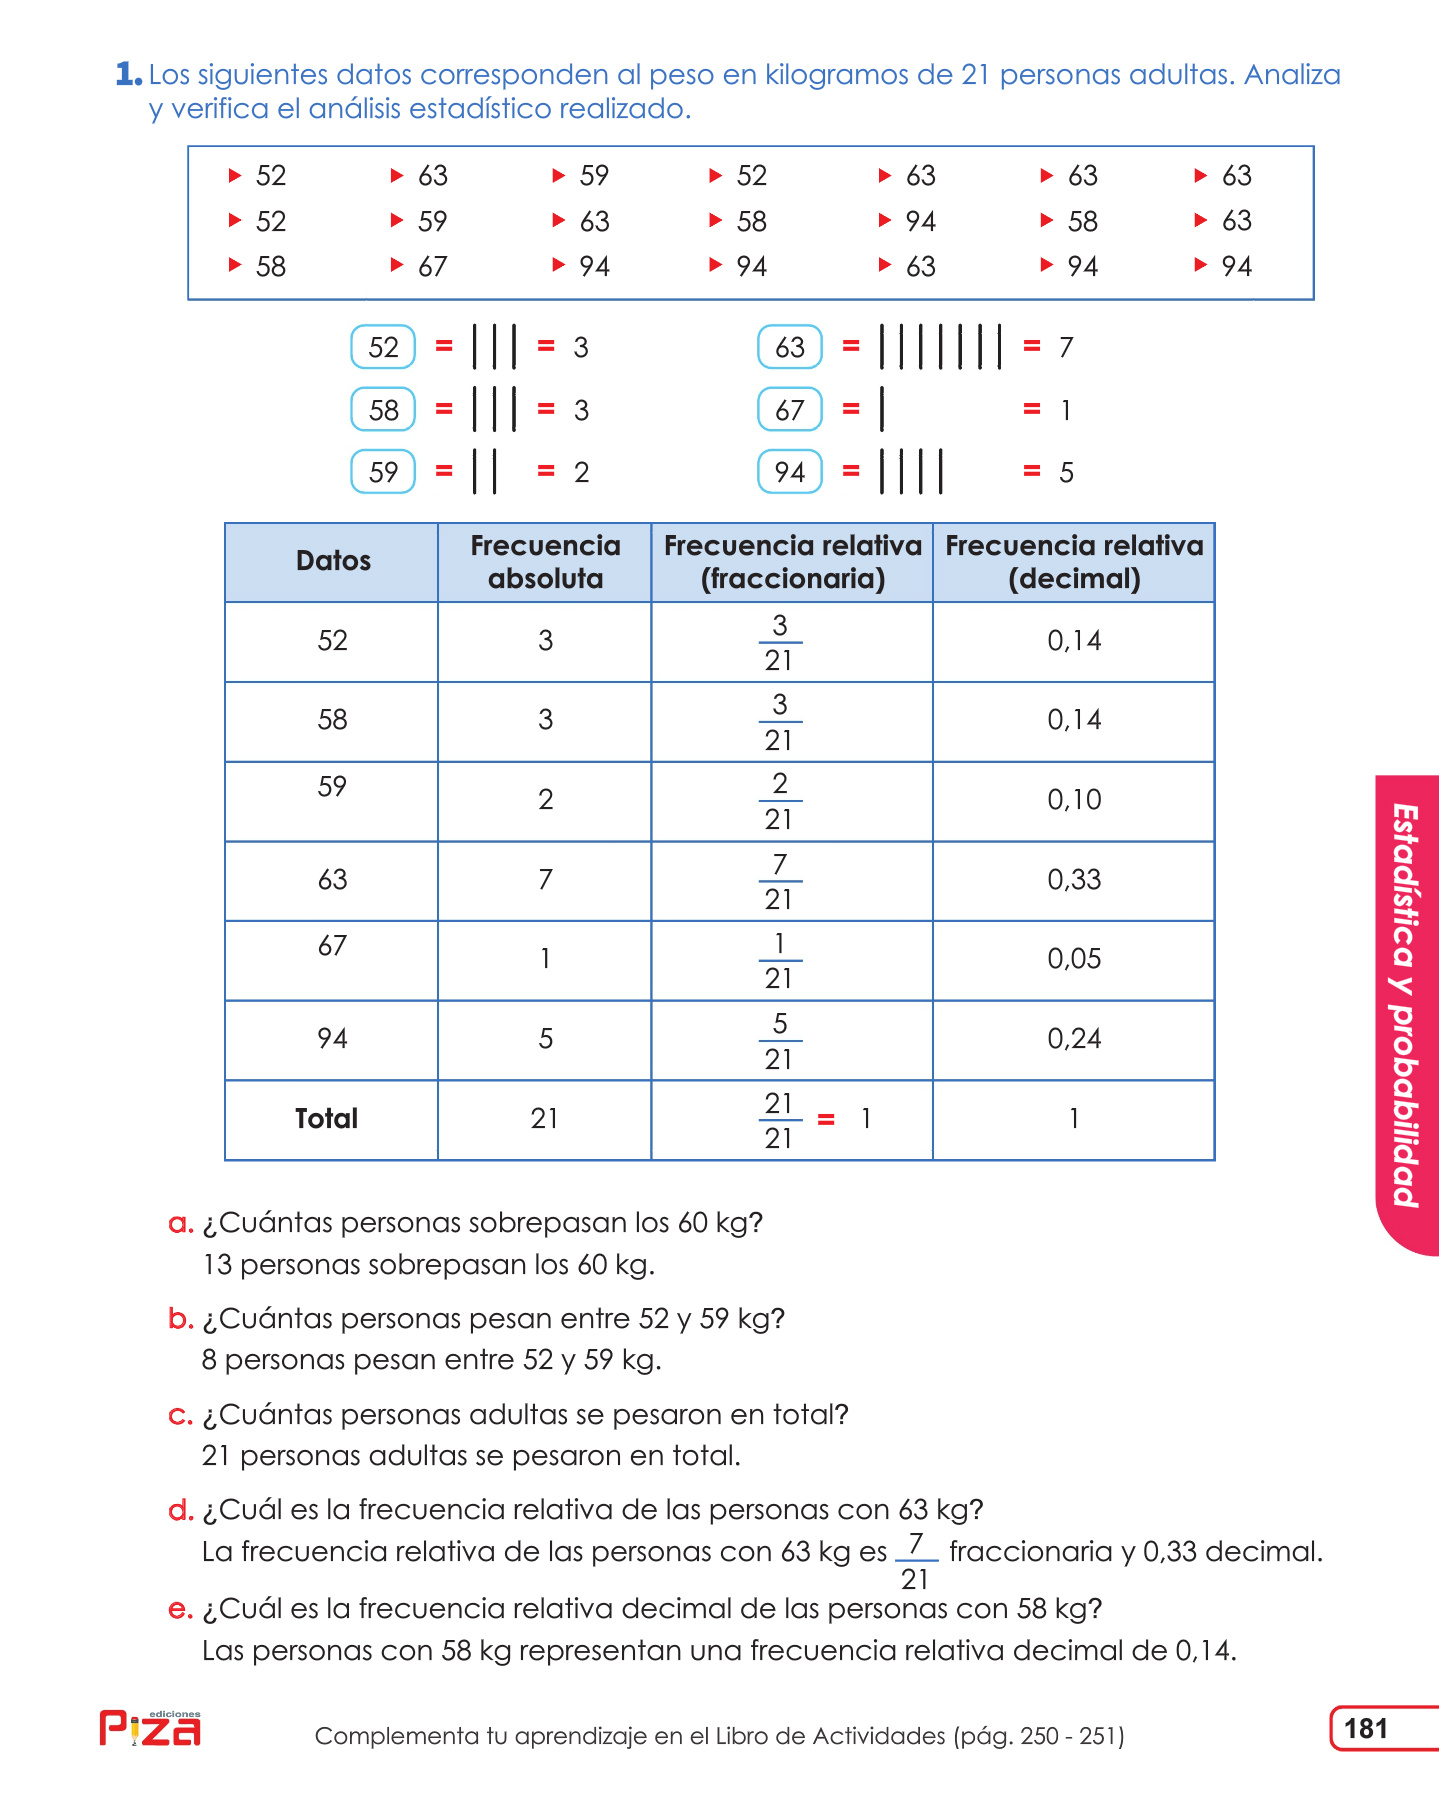 1. Los siguientes datos corresponden al peso en kilogramos de 21 personas adultas. Analiza
y verifica el análisis estadístico realizado.
52 63 59 52 63 63 63
52 59 63 58 94 58 63
58 67 94 94 63 94 94
52 = ||| = 3 63 = ||||||| = 7
58 = ||| = 3 67 = | = 1
59 = || = 2 94 = |||| = 5
Datos Frecuencia absoluta Frecuencia relativa (fraccionaria) Frecuencia relativa (decimal)
52 3 3/21 0,14
58 3 3/21 0,14
59 2 2/21 0,10
63 7 7/21 0,33
67 1 1/21 0,05
94 5 5/21 0,24
Total 21 21/21 = 1 1
a. ¿Cuántas personas sobrepasan los 60 kg?
13 personas sobrepasan los 60 kg.
b. ¿Cuántas personas pesan entre 52 y 59 kg?
8 personas pesan entre 52 y 59 kg.
c. ¿Cuántas personas adultas se pesaron en total?
21 personas adultas se pesaron en total.
d. ¿Cuál es la frecuencia relativa de las personas con 63 kg?
La frecuencia relativa de las personas con 63 kg es 7/21 fraccionaria y 0,33 decimal.
e. ¿Cuál es la frecuencia relativa decimal de las personas con 58 kg?
Las personas con 58 kg representan una frecuencia relativa decimal de 0,14.
Estadística y probabilidad
ediciones
Piza
Complementa tu aprendizaje en el Libro de Actividades (pág. 250 - 251)
181